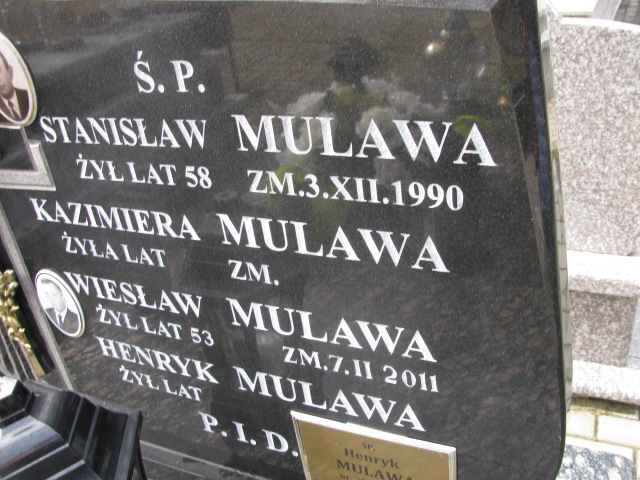 Ś. P.
STANISŁAW MULAWA
ŻYŁ LAT 58 ZM.3.XII.1990
KAZIMIERA MULAWA
ŻYŁA LAT ZM.
WIESŁAW MULAWA
ŻYŁ LAT 53 ZM.7.II 2011
HENRYK MULAWA
ŻYŁ LAT
P. I. D.
ŚP.
Henryk
MULAWA